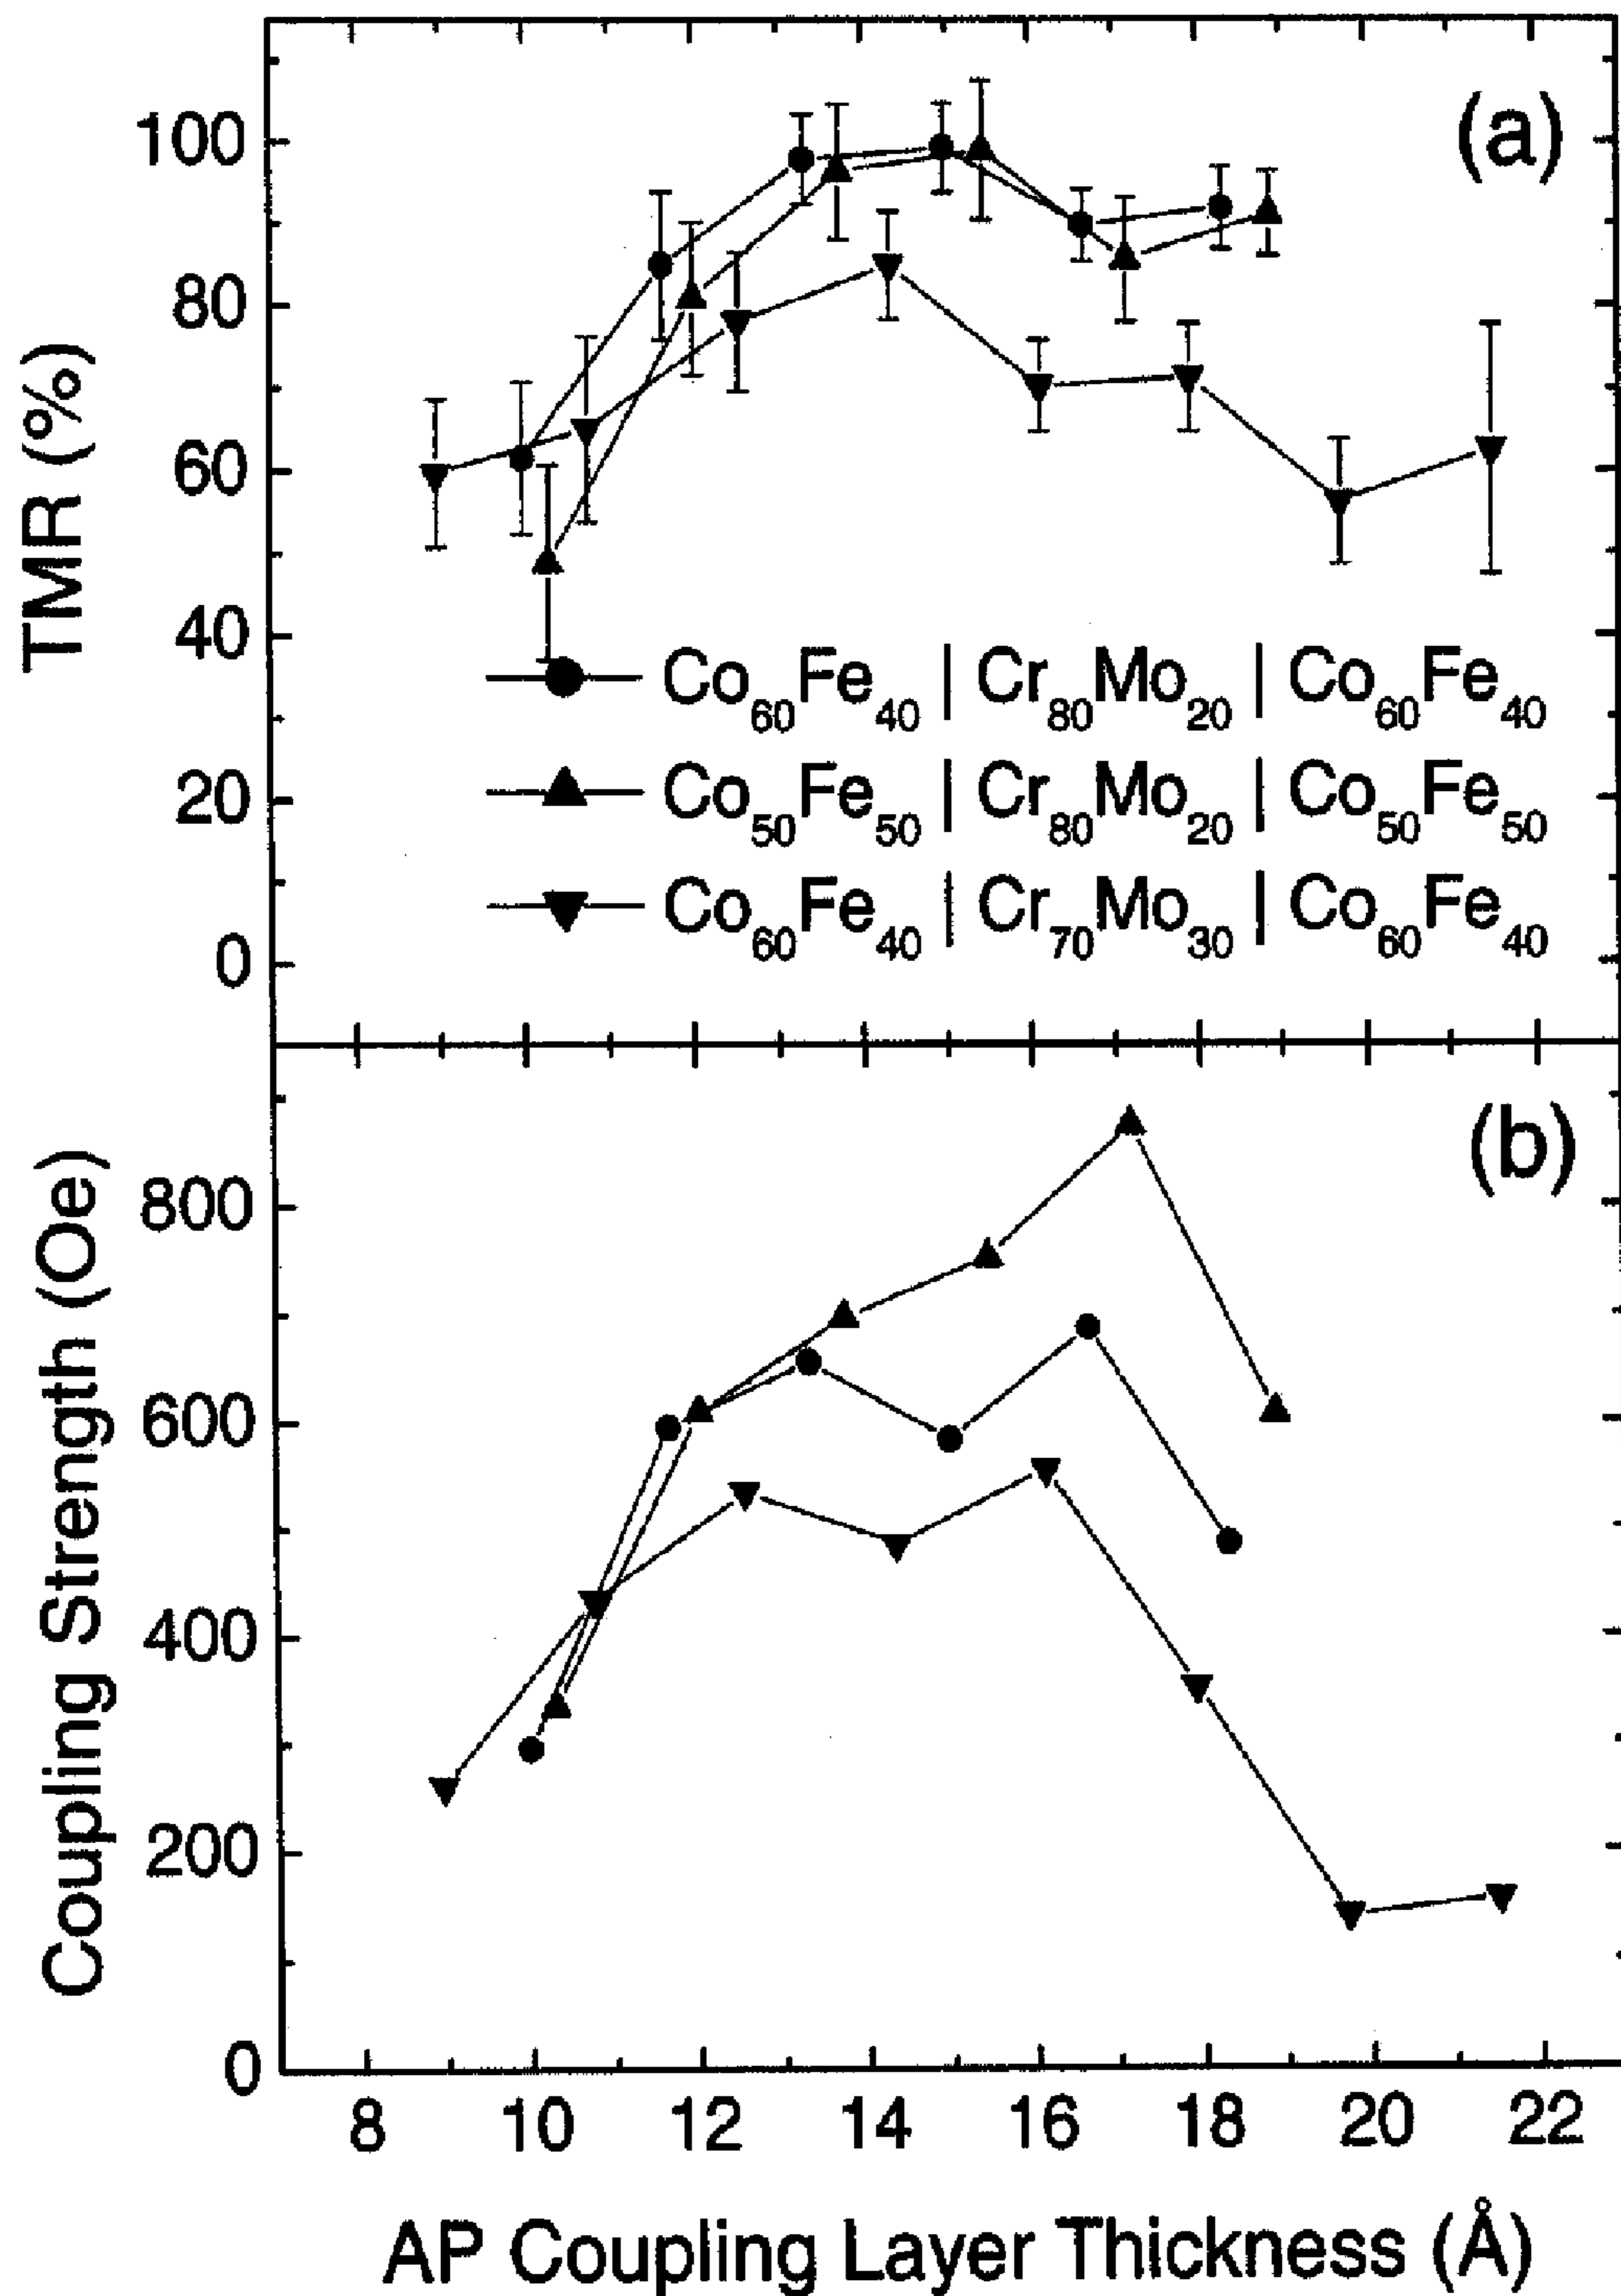 (a)
TMR (%)
100
80
60
40
20
0
Co₆₀Fe₄₀ | Cr₈₀Mo₂₀ | Co₆₀Fe₄₀
Co₅₀Fe₅₀ | Cr₈₀Mo₂₀ | Co₅₀Fe₅₀
Co₆₀Fe₄₀ | Cr₇₀Mo₃₀ | Co₆₀Fe₄₀
(b)
Coupling Strength (Oe)
800
600
400
200
0
8 10 12 14 16 18 20 22
AP Coupling Layer Thickness (Å)